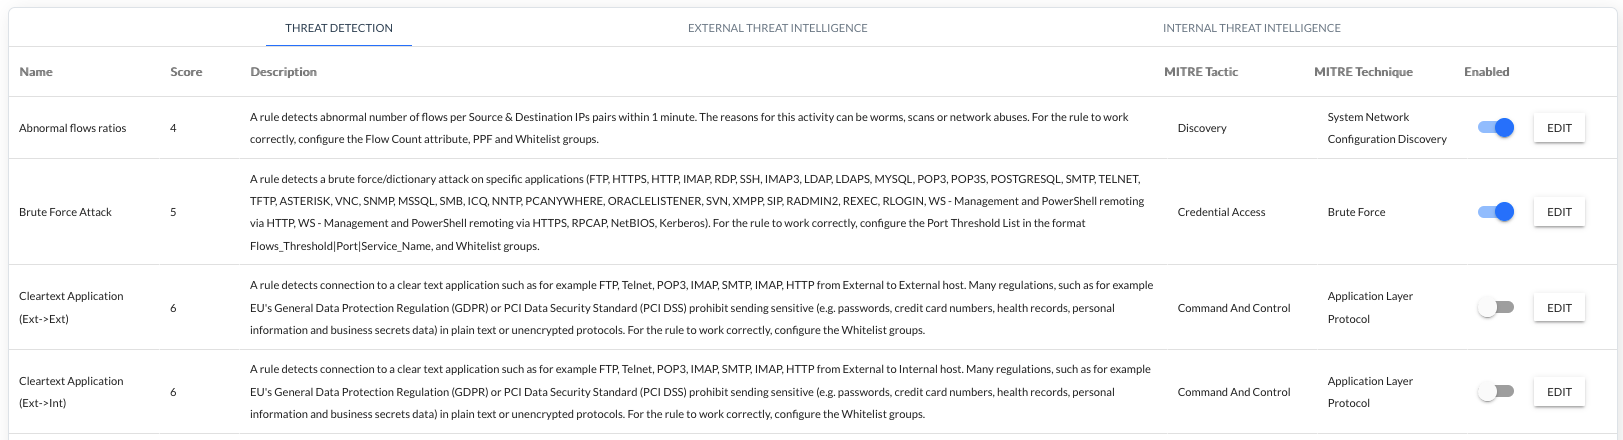 THREAT DETECTION
EXTERNAL THREAT INTELLIGENCE
INTERNAL THREAT INTELLIGENCE
Name
Score
Description
MITRE Tactic
MITRE Technique
Enabled
Abnormal flows ratios
4
A rule detects abnormal number of flows per Source & Destination IPs pairs within 1 minute. The reasons for this activity can be worms, scans or network abuses. For the rule to work
correctly, configure the Flow Count attribute, PPF and Whitelist groups.
Discovery
System Network
Configuration Discovery
EDIT
Brute Force Attack
5
A rule detects a brute force/dictionary attack on specific applications (FTP, HTTPS, HTTP, IMAP, RDP, SSH, IMAP3, LDAP, LDAPS, MYSQL, POP3, POP3S, POSTGRESQL, SMTP, TELNET,
TFTP, ASTERISK, VNC, SNMP, MSSQL, SMB, ICQ, NNTP, PCANYWHERE, ORACLELISTENER, SVN, XMPP, SIP, RADMIN2, REXEC, RLOGIN, WS - Management and PowerShell remoting
via HTTP, WS - Management and PowerShell remoting via HTTPS, RPCAP, NetBIOS, Kerberos). For the rule to work correctly, configure the Port Threshold List in the format
Flows_Threshold|Port|Service_Name, and Whitelist groups.
Credential Access
Brute Force
EDIT
Cleartext Application
(Ext->Ext)
6
A rule detects connection to a clear text application such as for example FTP, Telnet, POP3, IMAP, SMTP, IMAP, HTTP from External to External host. Many regulations, such as for example
EU's General Data Protection Regulation (GDPR) or PCI Data Security Standard (PCI DSS) prohibit sending sensitive (e.g. passwords, credit card numbers, health records, personal
information and business secrets data) in plain text or unencrypted protocols. For the rule to work correctly, configure the Whitelist groups.
Command And Control
Application Layer
Protocol
EDIT
Cleartext Application
(Ext->Int)
6
A rule detects connection to a clear text application such as for example FTP, Telnet, POP3, IMAP, SMTP, IMAP, HTTP from External to Internal host. Many regulations, such as for example
EU's General Data Protection Regulation (GDPR) or PCI Data Security Standard (PCI DSS) prohibit sending sensitive (e.g. passwords, credit card numbers, health records, personal
information and business secrets data) in plain text or unencrypted protocols. For the rule to work correctly, configure the Whitelist groups.
Command And Control
Application Layer
Protocol
EDIT